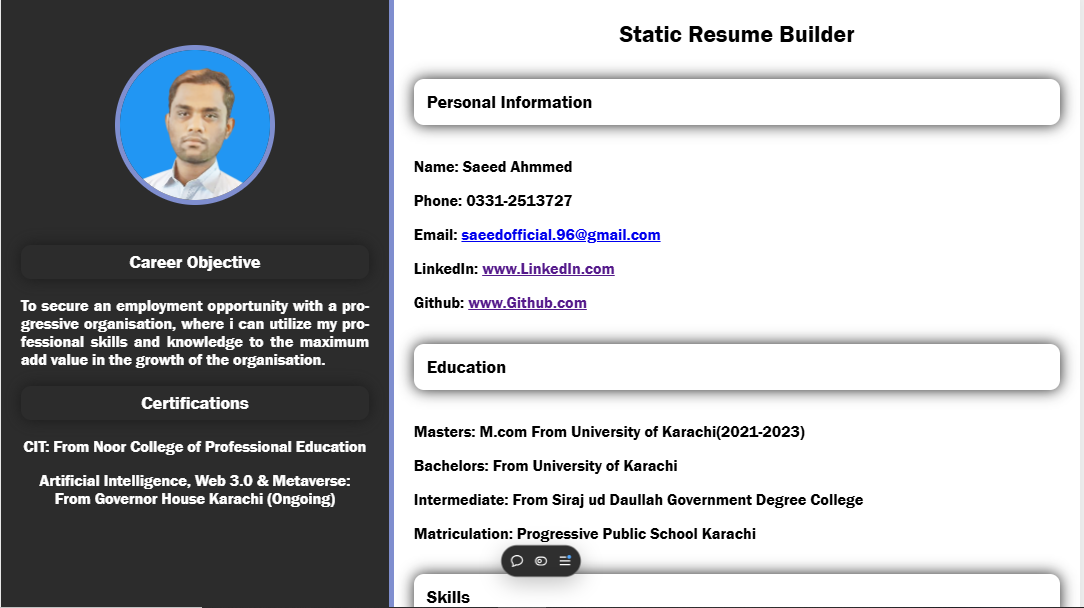 Career Objective
To secure an employment opportunity with a pro-
gressive organisation, where i can utilize my pro-
fessional skills and knowledge to the maximum
add value in the growth of the organisation.
Certifications
CIT: From Noor College of Professional Education
Artificial Intelligence, Web 3.0 & Metaverse:
From Governor House Karachi (Ongoing)
Static Resume Builder
Personal Information
Name: Saeed Ahmmed
Phone: 0331-2513727
Email: saeedofficial.96@gmail.com
LinkedIn: www.LinkedIn.com
Github: www.Github.com
Education
Masters: M.com From University of Karachi(2021-2023)
Bachelors: From University of Karachi
Intermediate: From Siraj ud Daullah Government Degree College
Matriculation: Progressive Public School Karachi
Skills